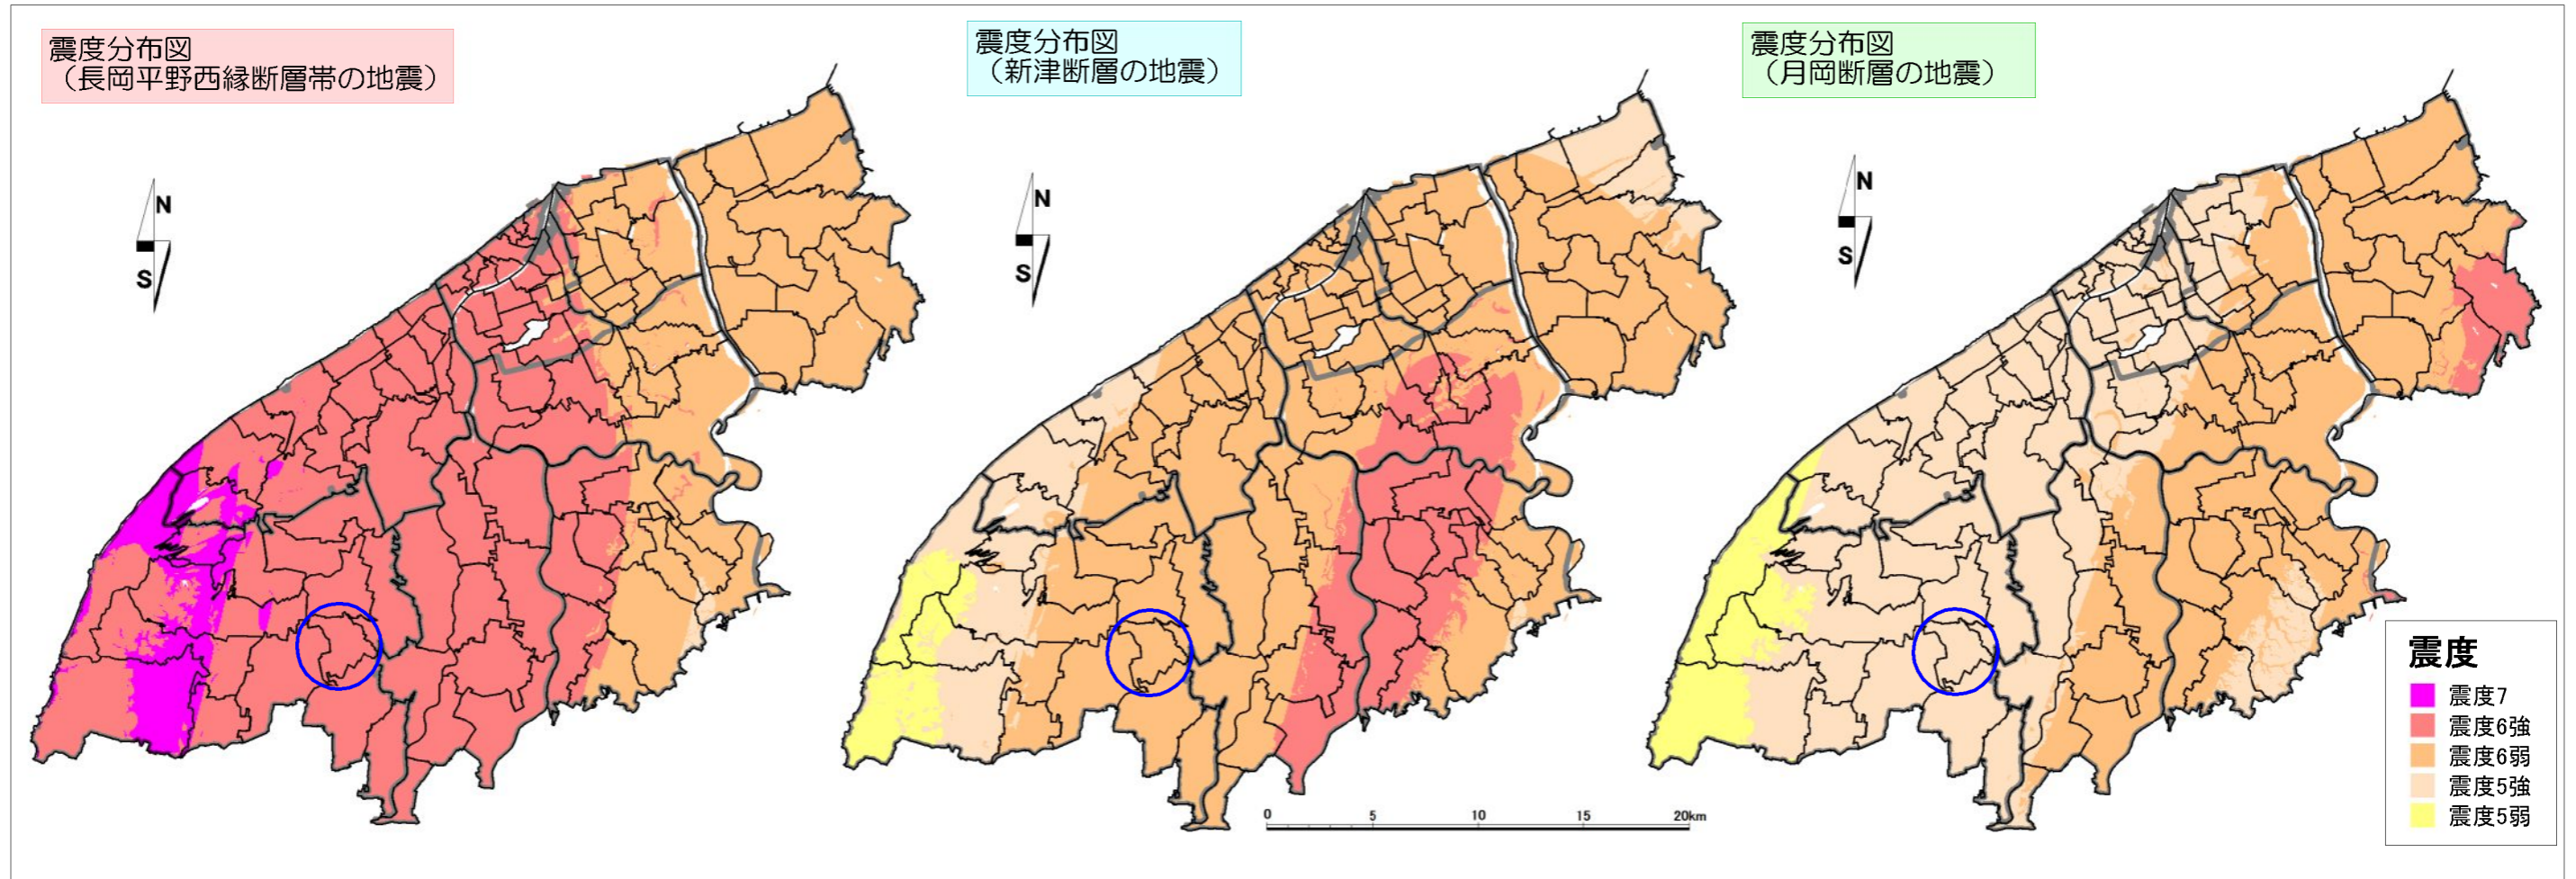 震度分布図
（長岡平野西縁断層帯の地震）
震度分布図
（新津断層の地震）
震度分布図
（月岡断層の地震）
N
S
N
S
N
S
0 5 10 15 20km
震度
震度7
震度6強
震度6弱
震度5強
震度5弱